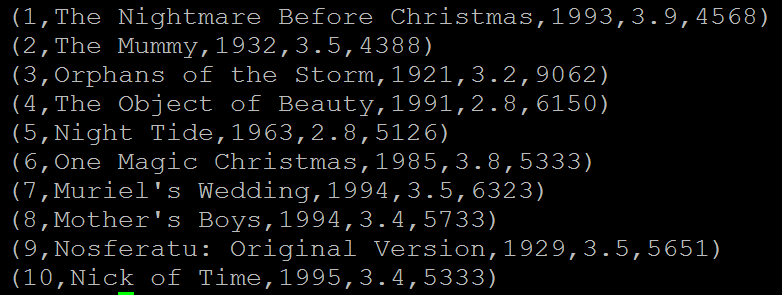 (1,The Nightmare Before Christmas,1993,3.9,4568)
(2,The Mummy,1932,3.5,4388)
(3,Orphans of the Storm,1921,3.2,9062)
(4,The Object of Beauty,1991,2.8,6150)
(5,Night Tide,1963,2.8,5126)
(6,One Magic Christmas,1985,3.8,5333)
(7,Muriel's Wedding,1994,3.5,6323)
(8,Mother's Boys,1994,3.4,5733)
(9,Nosferatu: Original Version,1929,3.5,5651)
(10,Nick of Time,1995,3.4,5333)